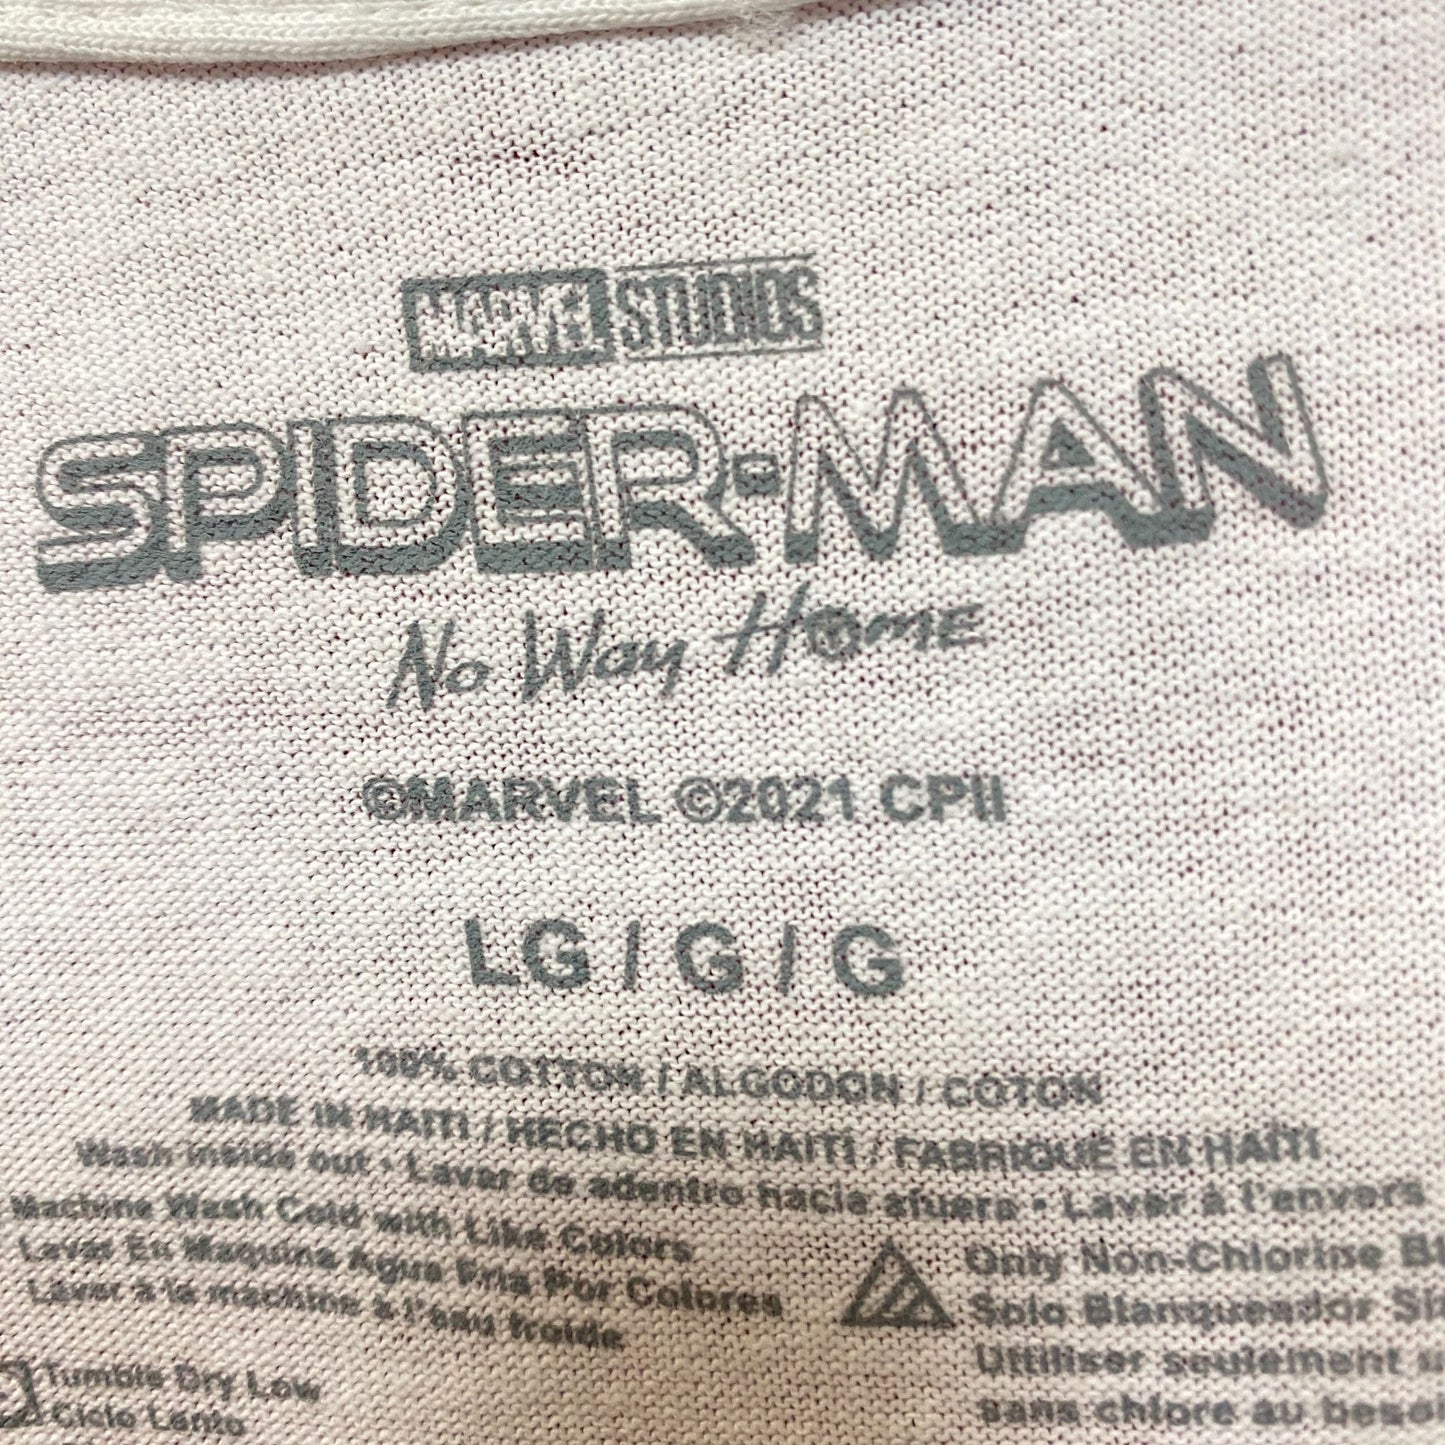 MARVEL STUDIOS
SPIDER-MAN
No Way Home
©MARVEL ©2021 CPII
LG / G / G
100% COTTON / ALGODON / COTON
MADE IN HAITI / HECHO EN HAITI / FABRIQUE EN HAÏTI
Wash inside out • Lavar de adentro hacia afuera • Laver à l'envers
Machine Wash Cold with Like Colors
Lavar En Maquina Agua Fria Por Colores
Laver à la machine à l'eau froide
Only Non-Chlorine
Solo Blanqueador
Utiliser seulement
sans chlore au
Tumble Dry Low
Ciclo Lento